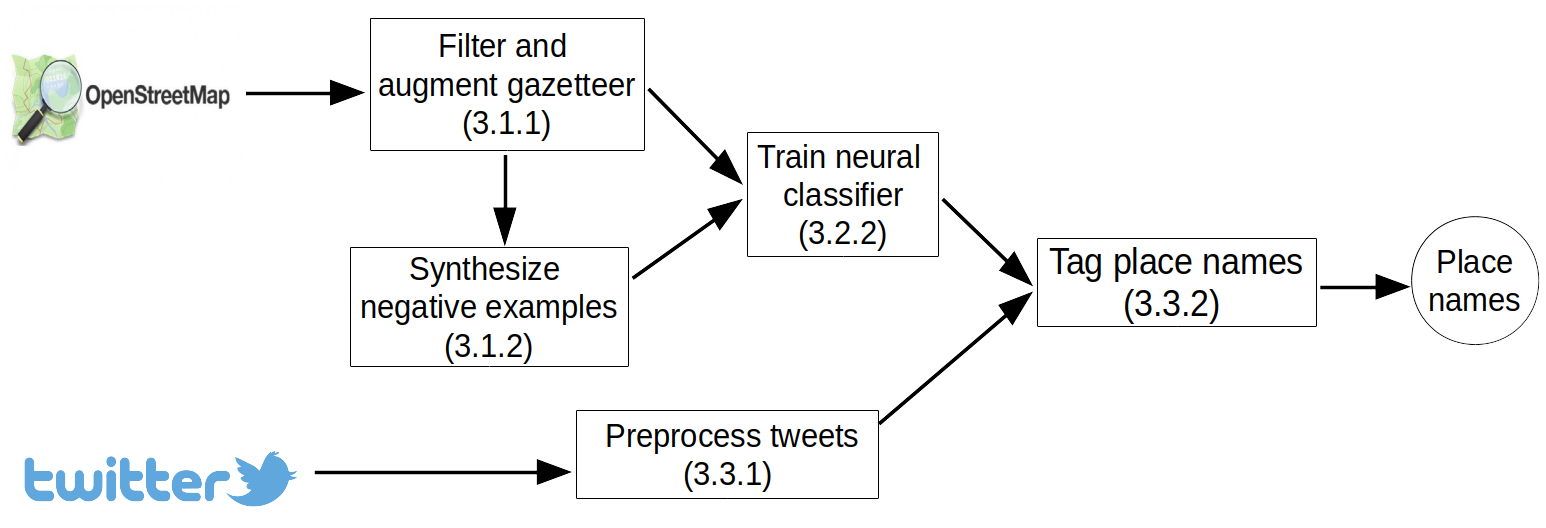 OpenStreetMap
Filter and
augment gazetteer
(3.1.1)
Synthesize
negative examples
(3.1.2)
Train neural
classifier
(3.2.2)
twitter
Preprocess tweets
(3.3.1)
Tag place names
(3.3.2)
Place
names